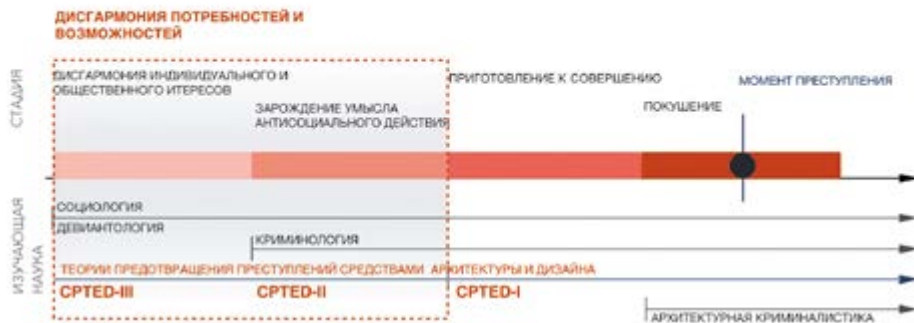 ДИСГАРМОНИЯ ПОТРЕБНОСТЕЙ И
ВОЗМОЖНОСТЕЙ
СТАДИЯ
ДИСГАРМОНИЯ ИНДИВИДУАЛЬНОГО И
ОБЩЕСТВЕННОГО ИТЕРЕСОВ
ЗАРОЖДЕНИЕ УМЫСЛА
АНТИСОЦИАЛЬНОГО ДЕЙСТВИЯ
ПРИГОТОВЛЕНИЕ К СОВЕРШЕНИЮ
ПОКУШЕНИЕ
МОМЕНТ ПРЕСТУПЛЕНИЯ
ИЗУЧАЮЩАЯ
НАУКА
СОЦИОЛОГИЯ
ДЕВИАНТОЛОГИЯ
КРИМИНОЛОГИЯ
ТЕОРИИ ПРЕДОТВРАЩЕНИЯ ПРЕСТУПЛЕНИЙ СРЕДСТВАМИ АРХИТЕКТУРЫ И ДИЗАЙНА
CPTED-III
CPTED-II
CPTED-I
АРХИТЕКТУРНАЯ КРИМИНАЛИСТИКА